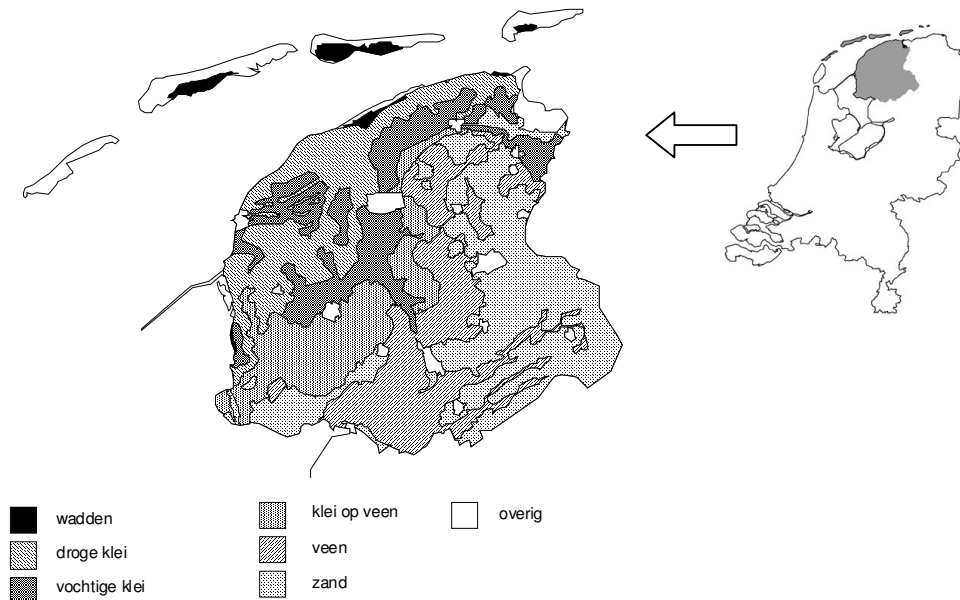 wadden
droge klei
vochtige klei
klei op veen
veen
zand
overig